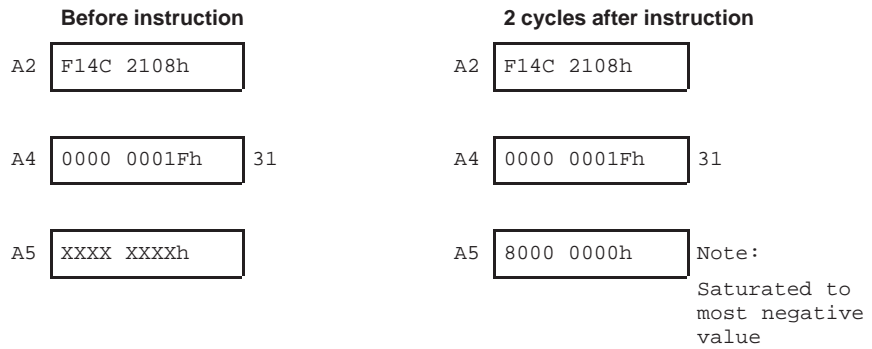 Before instruction 2 cycles after instruction
A2 F14C 2108h A2 F14C 2108h
A4 0000 0001Fh 31 A4 0000 0001Fh 31
A5 XXXX XXXXh A5 8000 0000h Note:
Saturated to
most negative
value